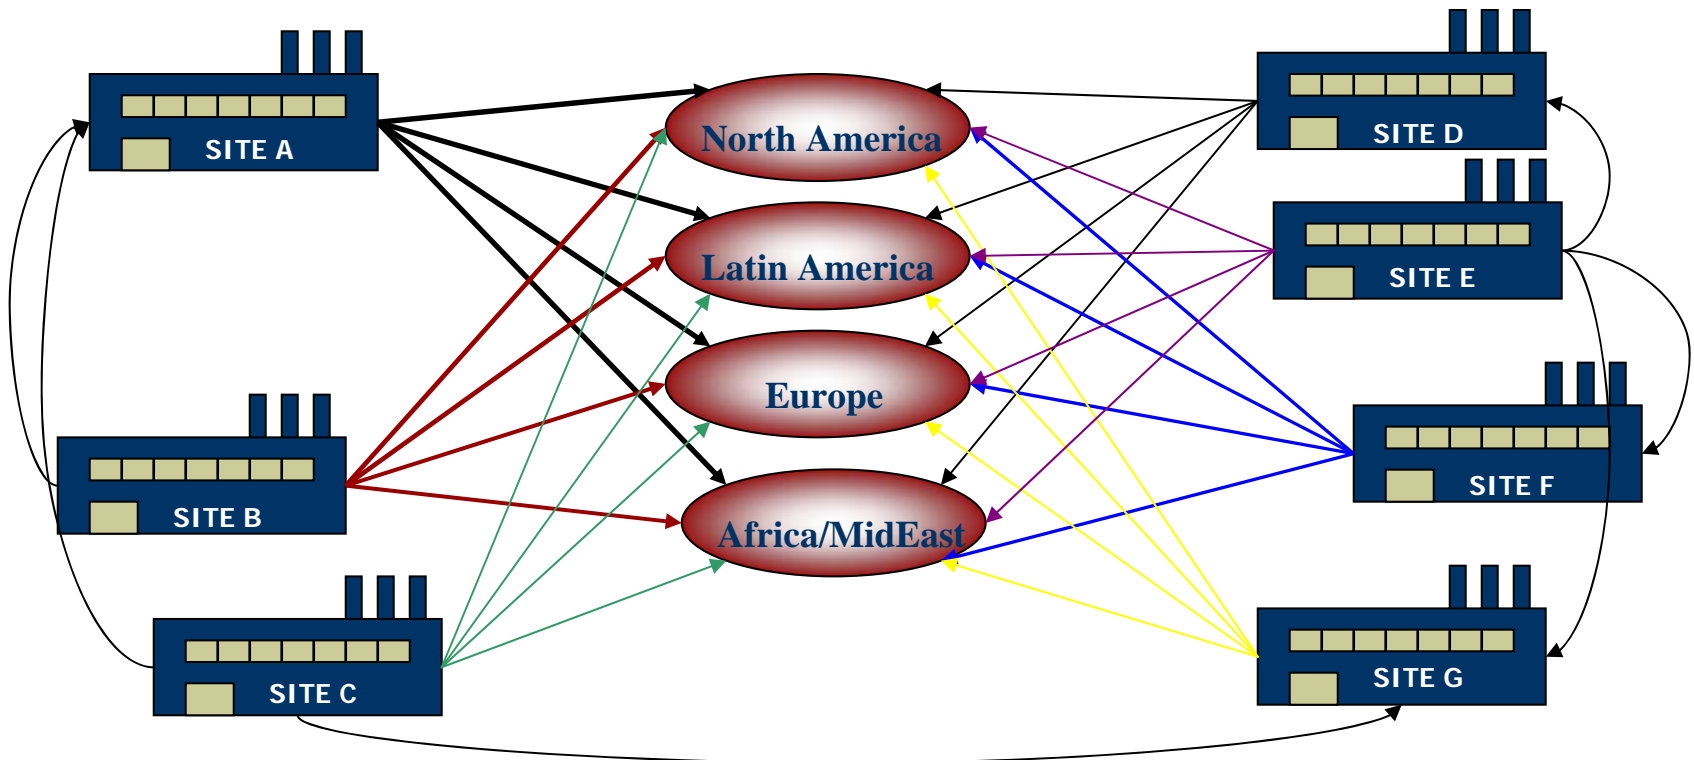 SITE A
SITE B
SITE C
North America
Latin America
Europe
Africa/MidEast
SITE D
SITE E
SITE F
SITE G